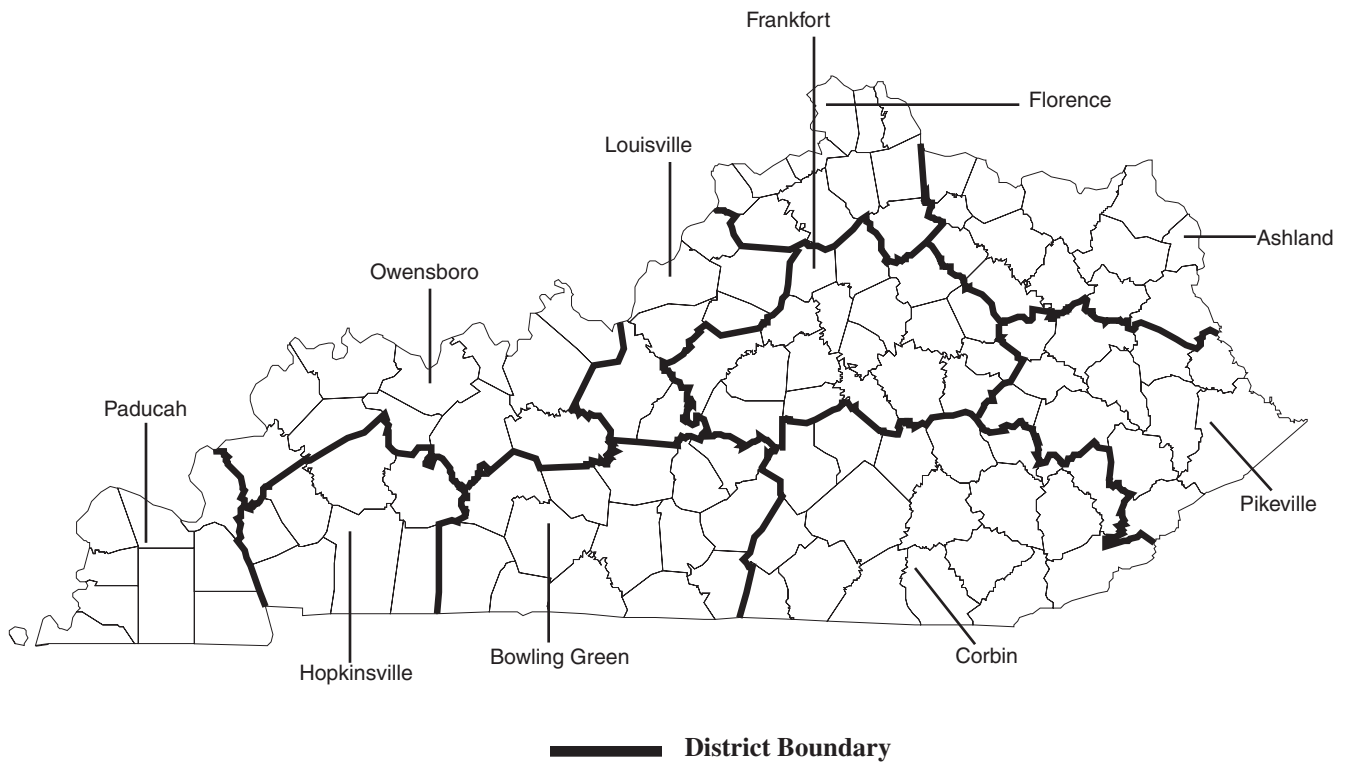 Frankfort
Florence
Louisville
Ashland
Owensboro
Paducah
Pikeville
Bowling Green
Corbin
Hopkinsville
District Boundary